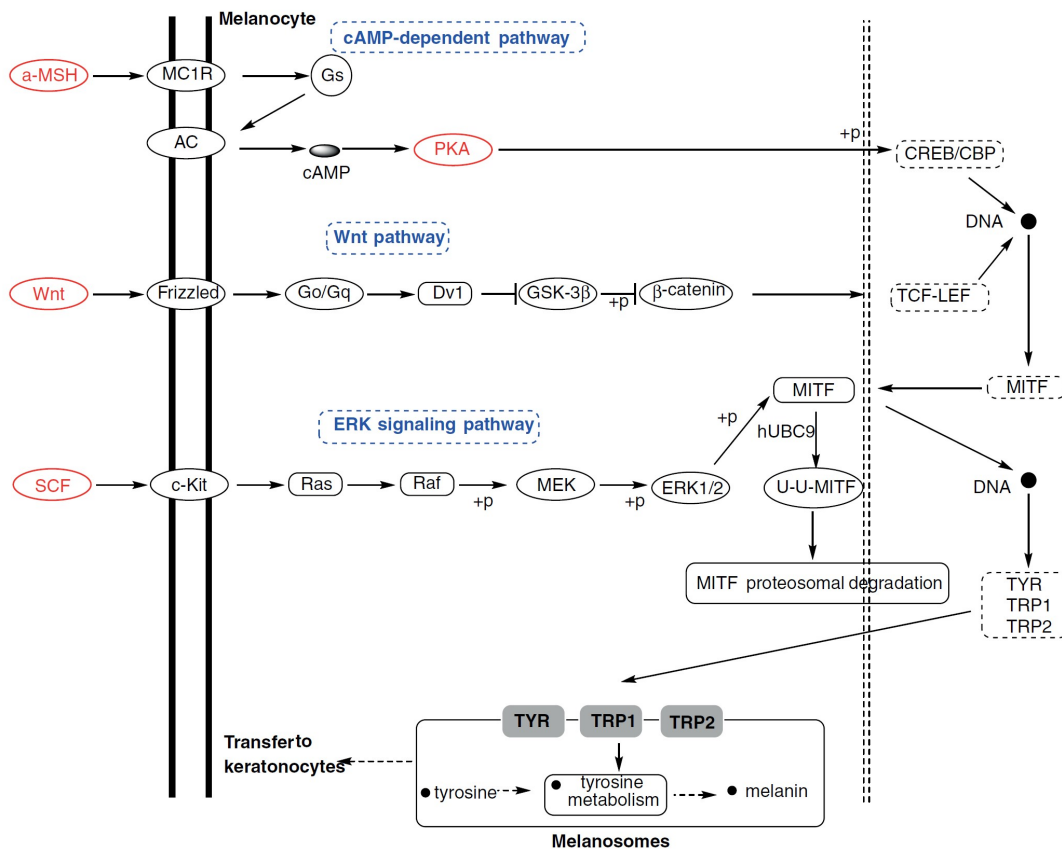 Melanocyte
cAMP-dependent pathway
a-MSH
MC1R
Gs
AC
cAMP
PKA
+p
CREB/CBP
DNA
Wnt pathway
Wnt
Frizzled
Go/Gq
Dv1
GSK-3β
+p
β-catenin
TCF-LEF
MITF
MITF
ERK signaling pathway
+p
hUBC9
SCF
c-Kit
Ras
Raf
+p
MEK
+p
ERK1/2
U-U-MITF
DNA
MITF proteosomal degradation
TYR
TRP1
TRP2
TYR
TRP1
TRP2
Transfer to
keratonocytes
tyrosine
tyrosine
metabolism
melanin
Melanosomes